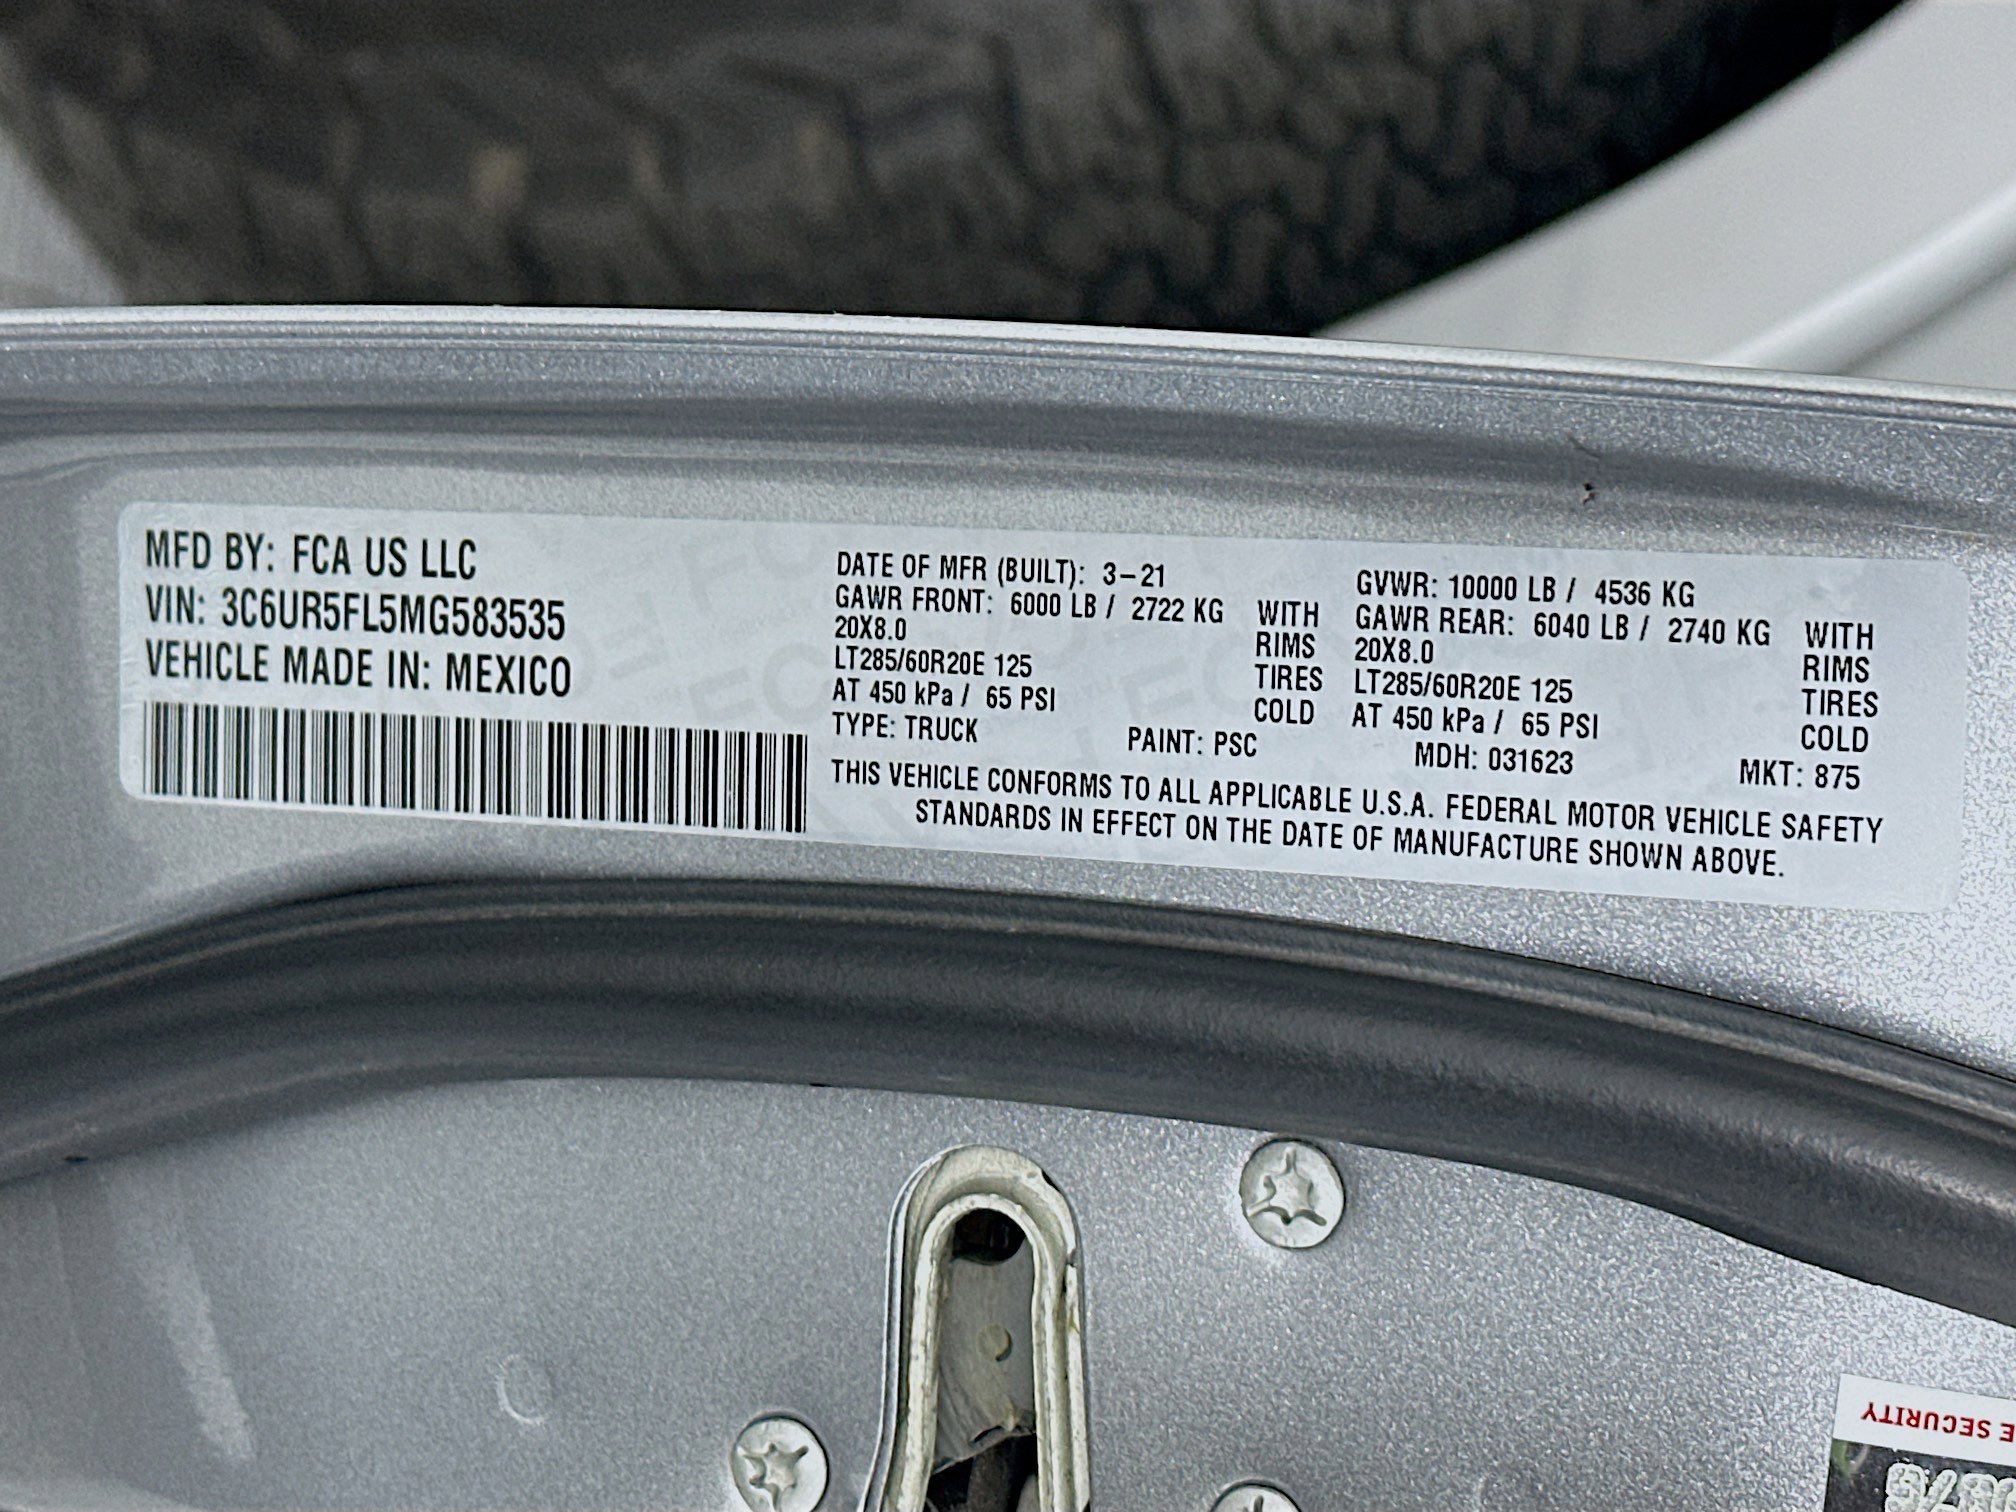 MFD BY: FCA US LLC
VIN: 3C6UR5FL5MG583535
VEHICLE MADE IN: MEXICO
DATE OF MFR (BUILT): 3-21
GAWR FRONT: 6000 LB / 2722 KG WITH
20X8.0 RIMS
LT285/60R20E 125 TIRES
AT 450 kPa / 65 PSI COLD
TYPE: TRUCK PAINT: PSC
GVWR: 10000 LB / 4536 KG
GAWR REAR: 6040 LB / 2740 KG WITH
20X8.0 RIMS
LT285/60R20E 125 TIRES
AT 450 kPa / 65 PSI COLD
MDH: 031623 MKT: 875
THIS VEHICLE CONFORMS TO ALL APPLICABLE U.S.A. FEDERAL MOTOR VEHICLE SAFETY
STANDARDS IN EFFECT ON THE DATE OF MANUFACTURE SHOWN ABOVE.
SECURITY